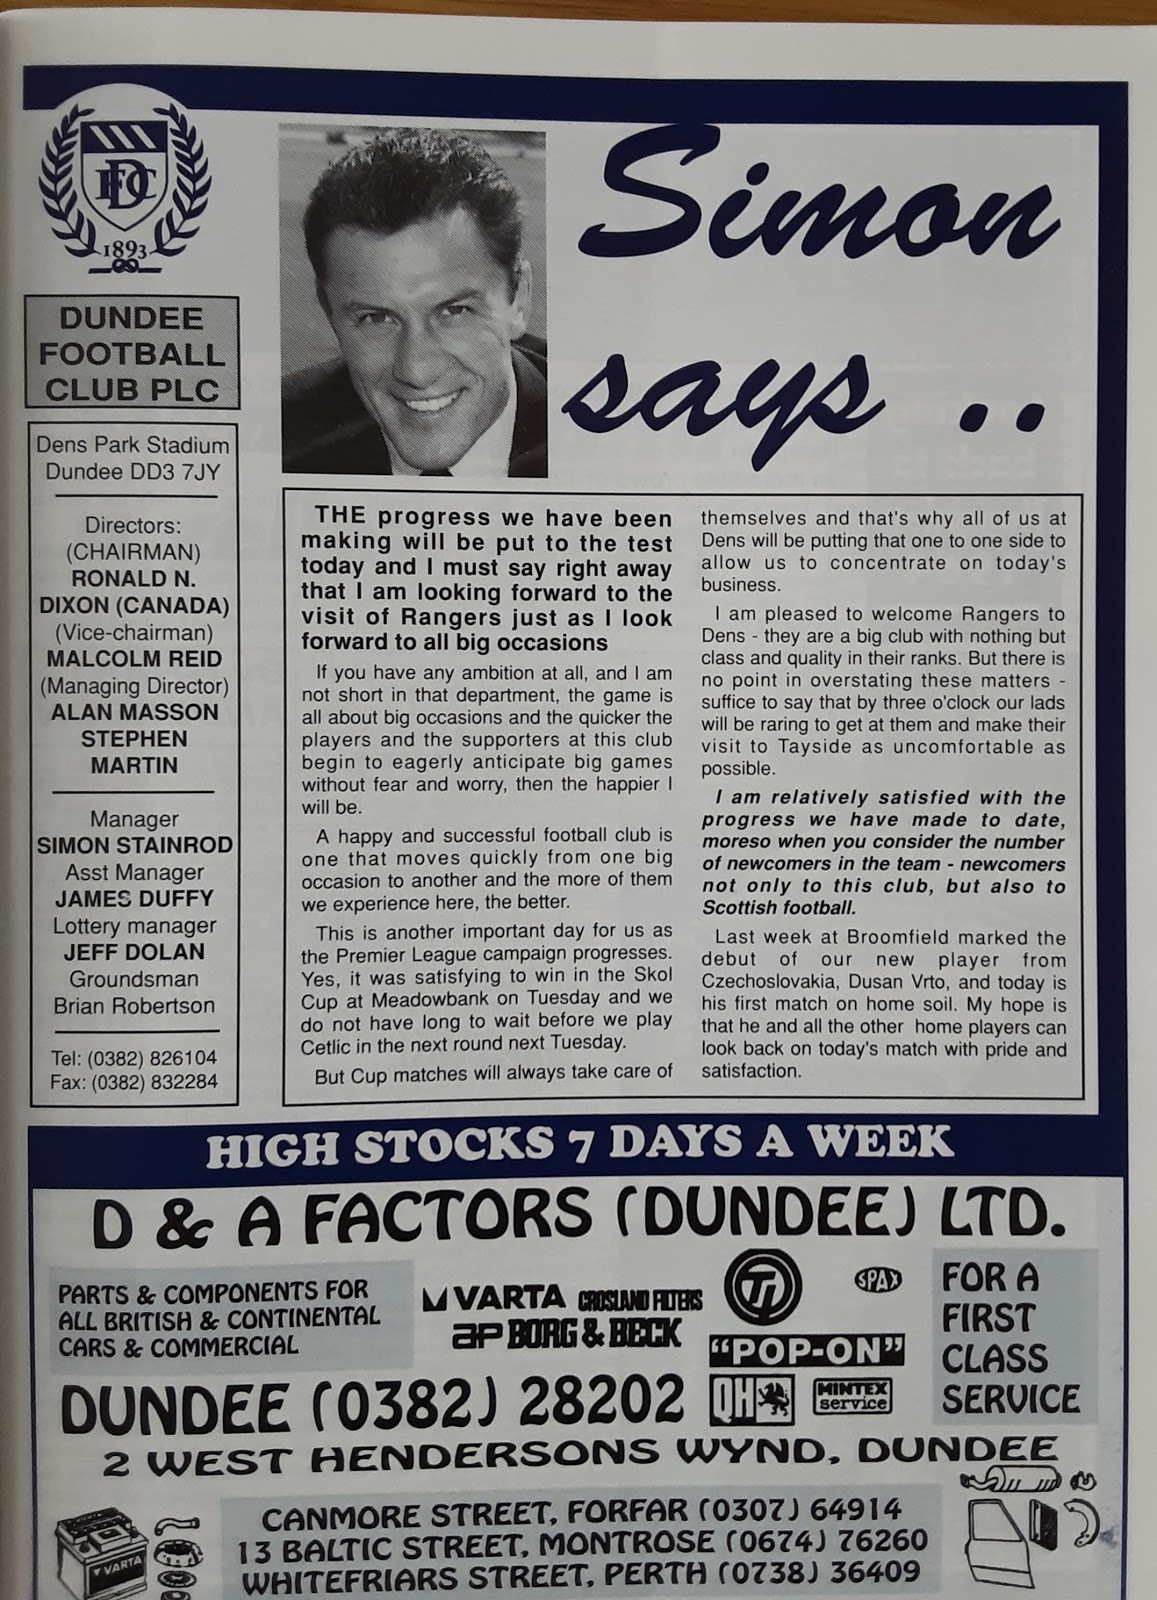 Simon
says ..
DFC
1893
DUNDEE
FOOTBALL
CLUB PLC
Dens Park Stadium
Dundee DD3 7JY
Directors:
(CHAIRMAN)
RONALD N.
DIXON (CANADA)
(Vice-chairman)
MALCOLM REID
(Managing Director)
ALAN MASSON
STEPHEN
MARTIN
Manager
SIMON STAINROD
Asst Manager
JAMES DUFFY
Lottery manager
JEFF DOLAN
Groundsman
Brian Robertson
Tel: (0382) 826104
Fax: (0382) 832284
THE progress we have been
making will be put to the test
today and I must say right away
that I am looking forward to the
visit of Rangers just as I look
forward to all big occasions
If you have any ambition at all, and I am
not short in that department, the game is
all about big occasions and the quicker the
players and the supporters at this club
begin to eagerly anticipate big games
without fear and worry, then the happier I
will be.
A happy and successful football club is
one that moves quickly from one big
occasion to another and the more of them
we experience here, the better.
This is another important day for us as
the Premier League campaign progresses.
Yes, it was satisfying to win in the Skol
Cup at Meadowbank on Tuesday and we
do not have long to wait before we play
Cetlic in the next round next Tuesday.
But Cup matches will always take care of
themselves and that's why all of us at
Dens will be putting that one to one side to
allow us to concentrate on today's
business.
I am pleased to welcome Rangers to
Dens - they are a big club with nothing but
class and quality in their ranks. But there is
no point in overstating these matters -
suffice to say that by three o'clock our lads
will be raring to get at them and make their
visit to Tayside as uncomfortable as
possible.
I am relatively satisfied with the
progress we have made to date,
moreso when you consider the number
of newcomers in the team - newcomers
not only to this club, but also to
Scottish football.
Last week at Broomfield marked the
debut of our new player from
Czechoslovakia, Dusan Vrto, and today is
his first match on home soil. My hope is
that he and all the other home players can
look back on today's match with pride and
satisfaction.
HIGH STOCKS 7 DAYS A WEEK
D & A FACTORS (DUNDEE) LTD.
PARTS & COMPONENTS FOR
ALL BRITISH & CONTINENTAL
CARS & COMMERCIAL
VARTA CROSLAND FILTERS
ap BORG & BECK
SPAX
"POP-ON"
QH
MINTEX
service
FOR A
FIRST
CLASS
SERVICE
DUNDEE (0382) 28202
2 WEST HENDERSONS WYND, DUNDEE
CANMORE STREET, FORFAR (0307) 64914
13 BALTIC STREET, MONTROSE (0674) 76260
WHITEFRIARS STREET, PERTH (0738) 36409
VARTA